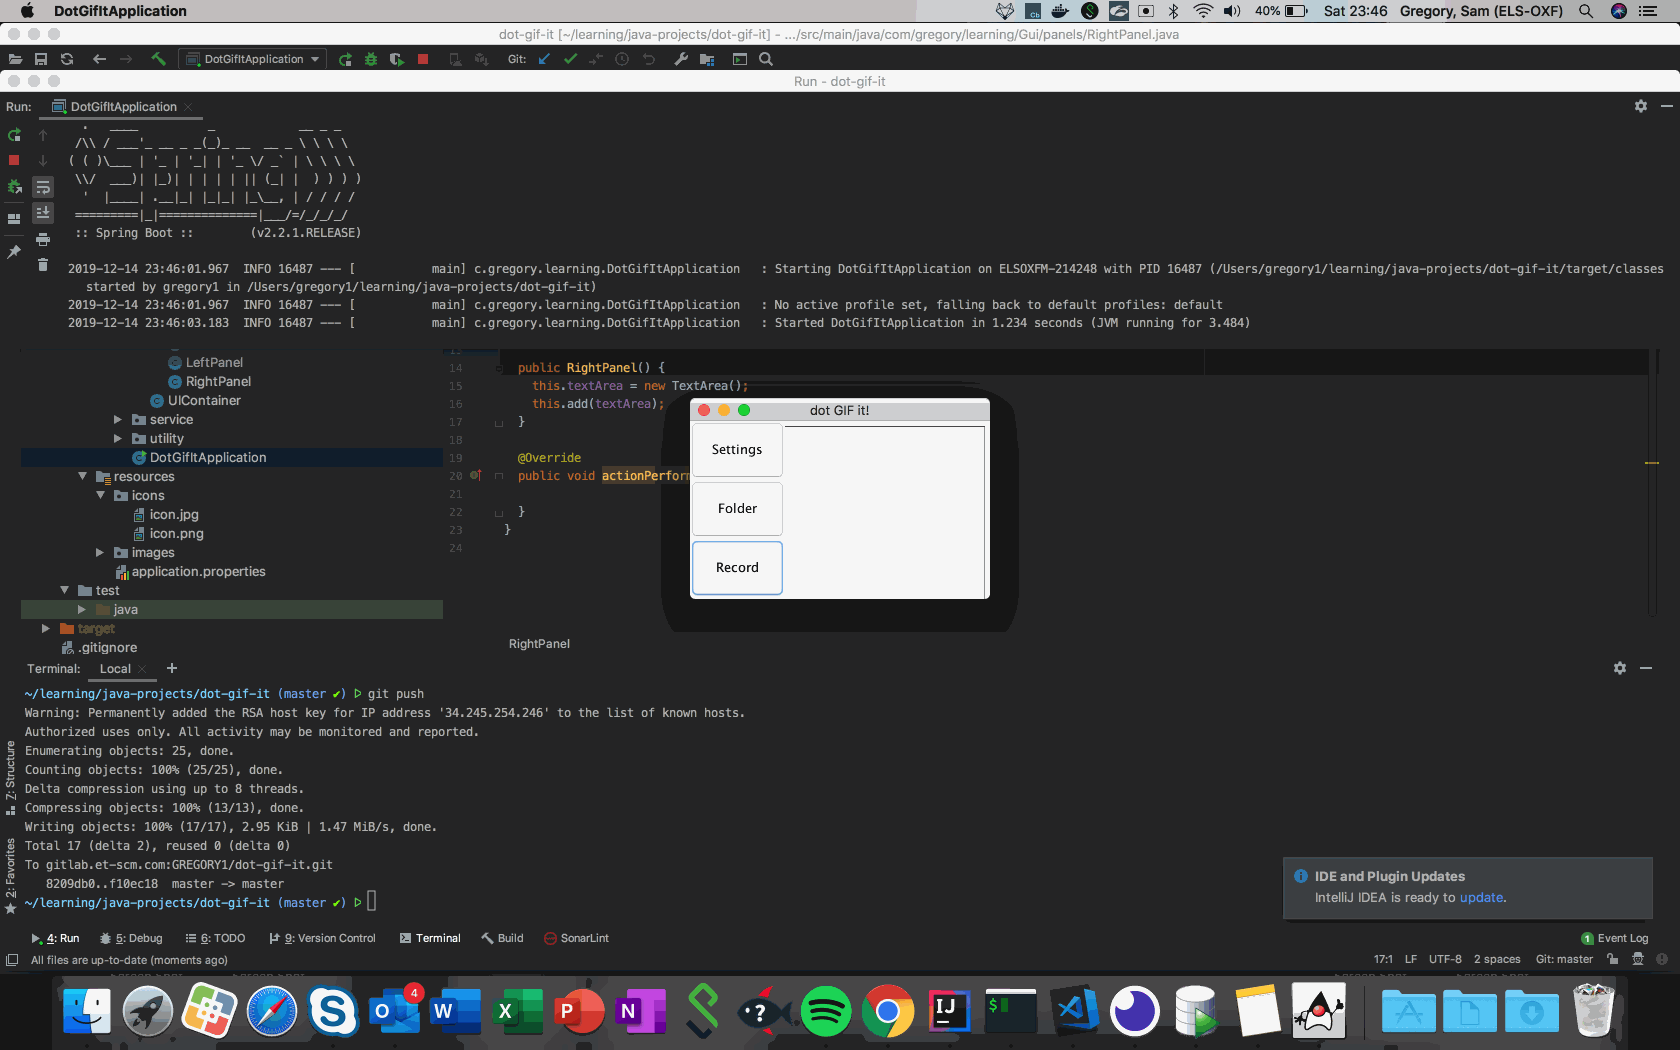 DotGifItApplication
40%
Sat 23:46
Gregory, Sam (ELS-OXF)
dot-gif-it [~/learning/java-projects/dot-gif-it] - .../src/main/java/com/gregory/learning/Gui/panels/RightPanel.java
DotGifItApplication
Git:
Run - dot-gif-it
Run:
DotGifItApplication
:: Spring Boot ::        (v2.2.1.RELEASE)
2019-12-14 23:46:01.967  INFO 16487 --- [           main] c.gregory.learning.DotGifItApplication   : Starting DotGifItApplication on ELSOXFM-214248 with PID 16487 (/Users/gregory1/learning/java-projects/dot-gif-it/target/classes
started by gregory1 in /Users/gregory1/learning/java-projects/dot-gif-it)
2019-12-14 23:46:01.967  INFO 16487 --- [           main] c.gregory.learning.DotGifItApplication   : No active profile set, falling back to default profiles: default
2019-12-14 23:46:03.183  INFO 16487 --- [           main] c.gregory.learning.DotGifItApplication   : Started DotGifItApplication in 1.234 seconds (JVM running for 3.484)
LeftPanel
RightPanel
UIContainer
service
utility
DotGifItApplication
resources
icons
icon.jpg
icon.png
images
application.properties
test
java
target
.gitignore
14 public RightPanel() {
15 this.textArea = new TextArea();
16 this.add(textArea);
17 }
18
19 @Override
20 public void actionPerfor
21
22 }
23 }
24
RightPanel
dot GIF it!
Settings
Folder
Record
Terminal:
Local
~/learning/java-projects/dot-gif-it (master ✔) ▷ git push
Warning: Permanently added the RSA host key for IP address '34.245.254.246' to the list of known hosts.
Authorized uses only. All activity may be monitored and reported.
Enumerating objects: 25, done.
Counting objects: 100% (25/25), done.
Delta compression using up to 8 threads.
Compressing objects: 100% (13/13), done.
Writing objects: 100% (17/17), 2.95 KiB | 1.47 MiB/s, done.
Total 17 (delta 2), reused 0 (delta 0)
To gitlab.et-scm.com:GREGORY1/dot-gif-it.git
8209db0..f10ec18  master -> master
~/learning/java-projects/dot-gif-it (master ✔) ▷
Z: Structure
2: Favorites
IDE and Plugin Updates
IntelliJ IDEA is ready to update.
4: Run
5: Debug
6: TODO
9: Version Control
Terminal
Build
SonarLint
1 Event Log
All files are up-to-date (moments ago)
17:1
LF
UTF-8
2 spaces
Git: master
4
O
W
X
P
N
?
IJ
$